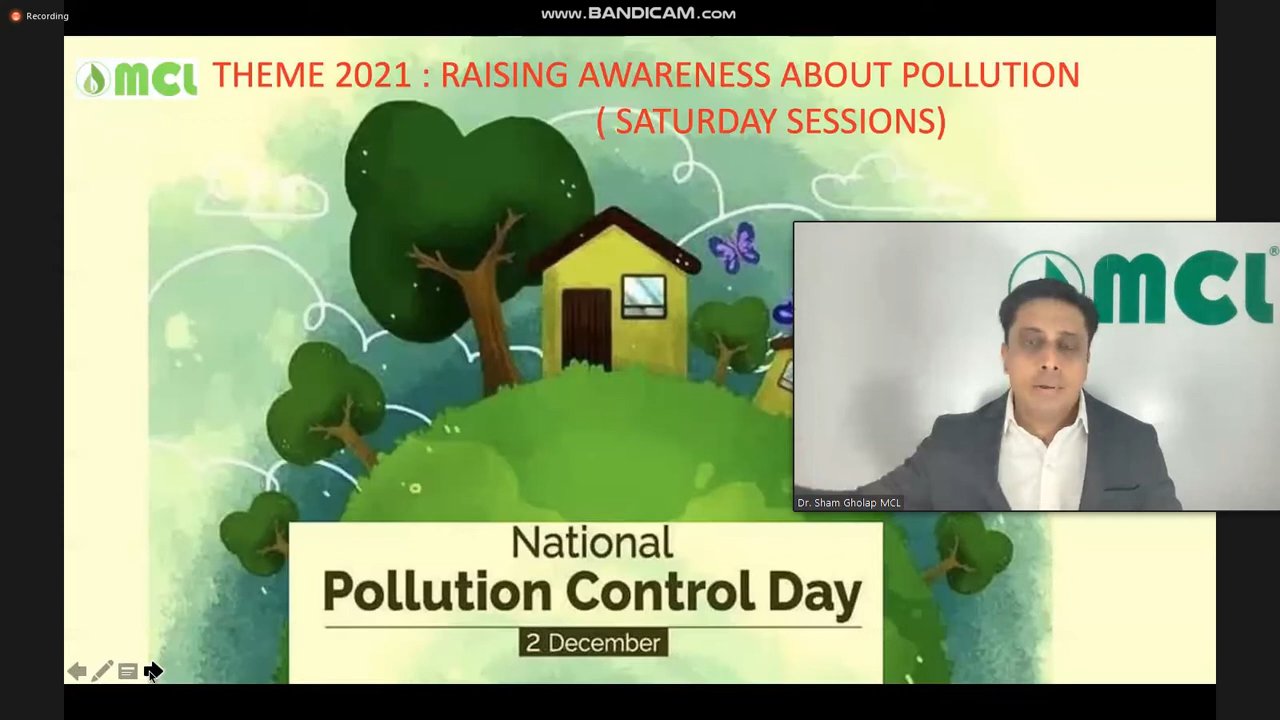 Recording
WWW.BANDICAM.COM
MCL
THEME 2021 : RAISING AWARENESS ABOUT POLLUTION
( SATURDAY SESSIONS)
MCL®
Dr. Sham Gholap MCL
National
Pollution Control Day
2 December